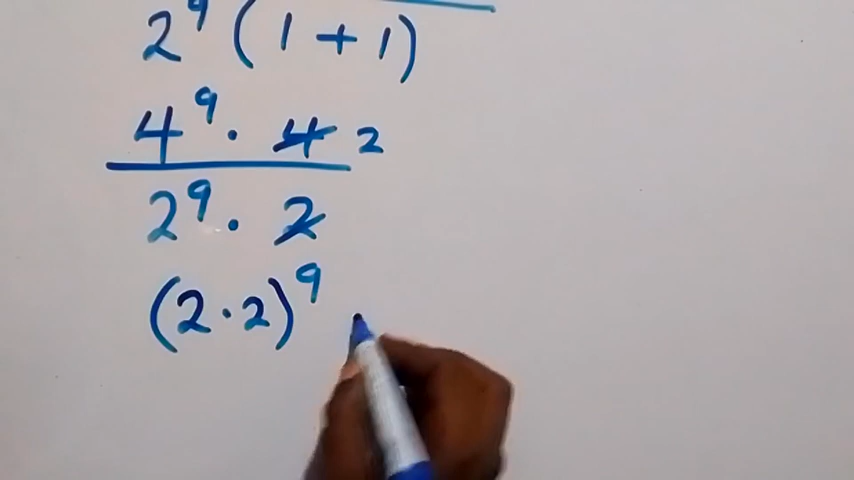 2⁹ (1 + 1)
4⁹ · 4 2
2⁹ · 2
(2 · 2)⁹